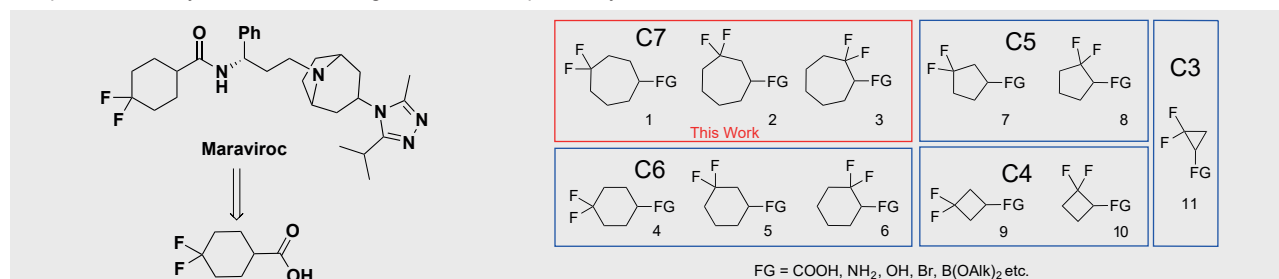 O
Ph
N
H
N
F
F
N
N
N
Maraviroc
F
F
O
OH
C7
F
F
FG
1
F
F
FG
2
F
F
FG
3
This Work
C6
F
F
FG
4
F
F
FG
5
F
F
FG
6
C5
F
F
FG
7
F
F
FG
8
C4
F
F
FG
9
F
F
FG
10
C3
F
F
FG
11
FG = COOH, NH₂, OH, Br, B(OAlk)₂ etc.